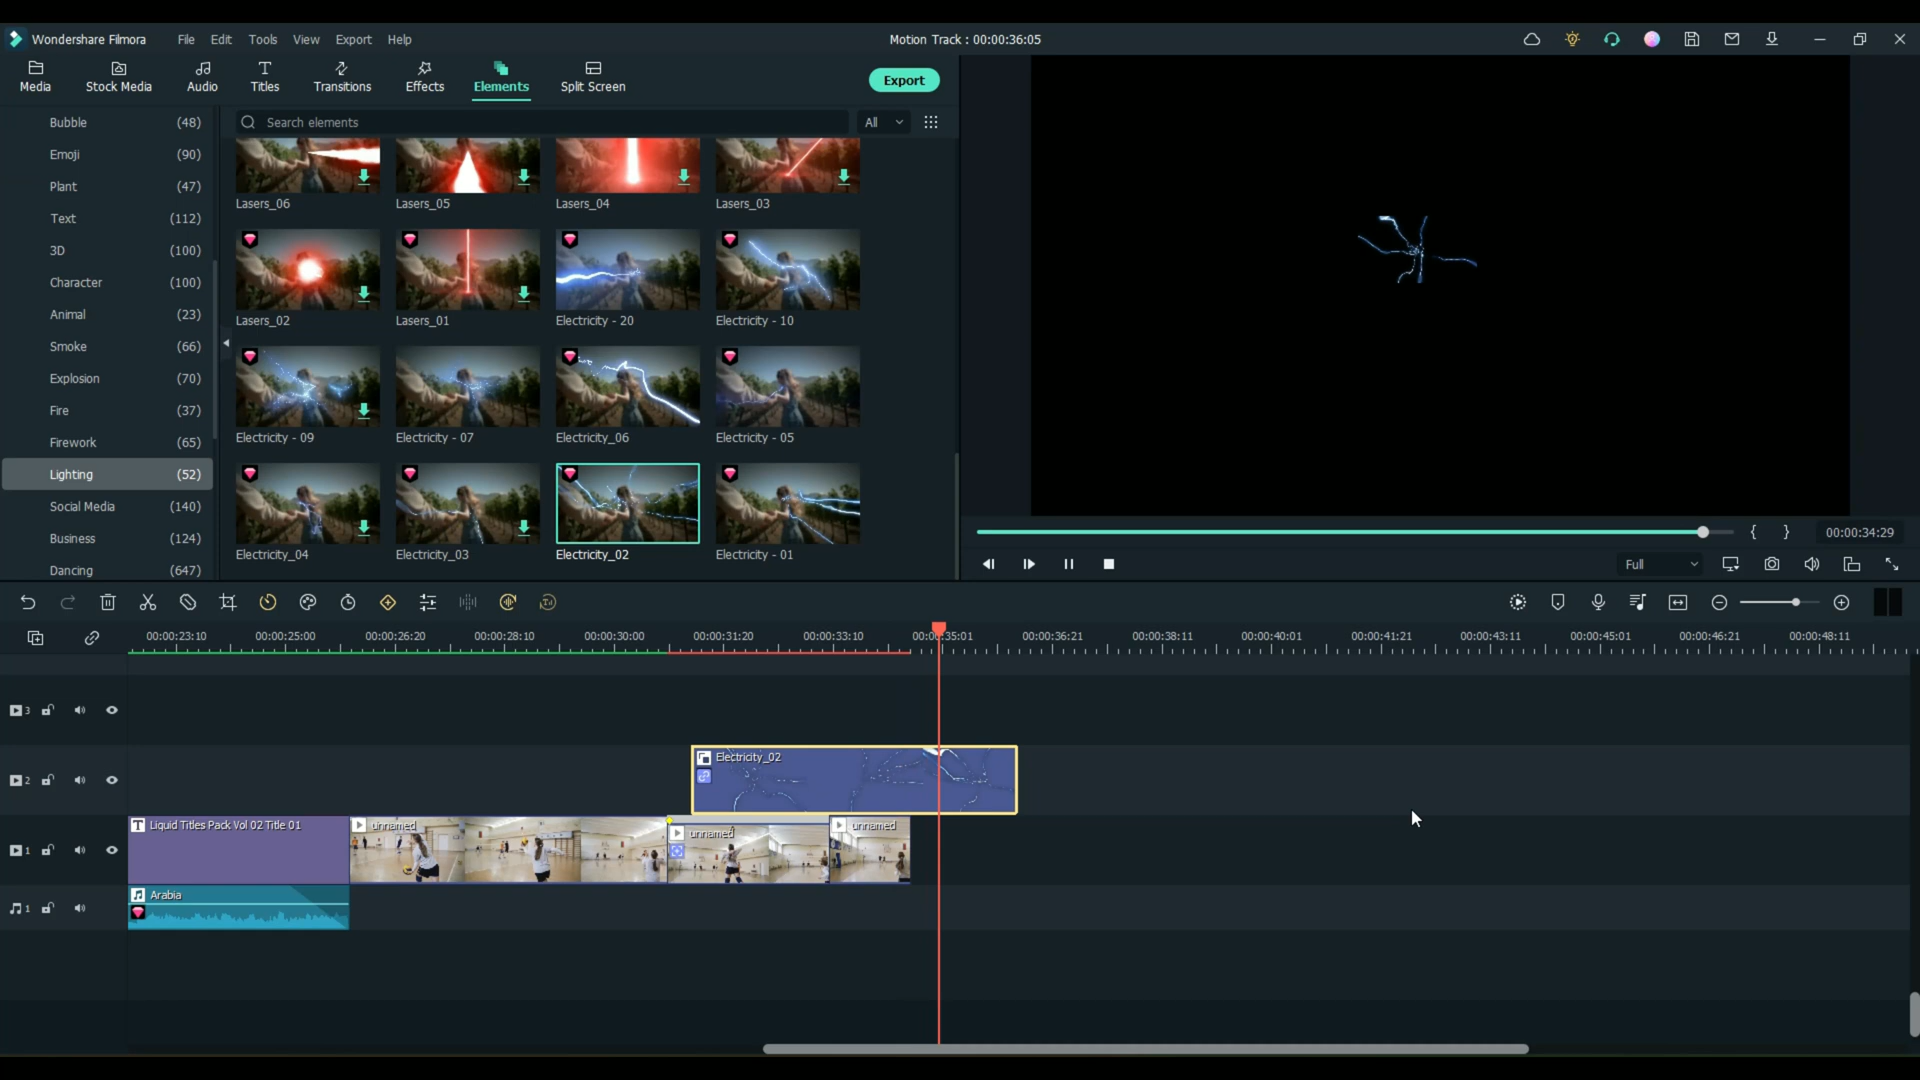 Wondershare Filmora File Edit Tools View Export Help Motion Track : 00:00:36:05
Media Stock Media Audio Titles Transitions Effects Elements Split Screen Export
Search elements All
Bubble (48)
Emoji (90)
Plant (47)
Text (112)
3D (100)
Character (100)
Animal (23)
Smoke (66)
Explosion (70)
Fire (37)
Firework (65)
Lighting (52)
Social Media (140)
Business (124)
Dancing (647)
Lasers_06 Lasers_05 Lasers_04 Lasers_03
Lasers_02 Lasers_01 Electricity - 20 Electricity - 10
Electricity - 09 Electricity - 07 Electricity_06 Electricity - 05
Electricity_04 Electricity_03 Electricity_02 Electricity - 01
{ } 00:00:34:29
Full
00:00:23:10 00:00:25:00 00:00:26:20 00:00:28:10 00:00:30:00 00:00:31:20 00:00:33:10 00:00:35:01 00:00:36:21 00:00:38:11 00:00:40:01 00:00:41:21 00:00:43:11 00:00:45:01 00:00:46:21 00:00:48:11
3
2 Electricity_02
1 T Liquid Titles Pack Vol 02 Title 01 unnamed unnamed unnamed
1 Arabia